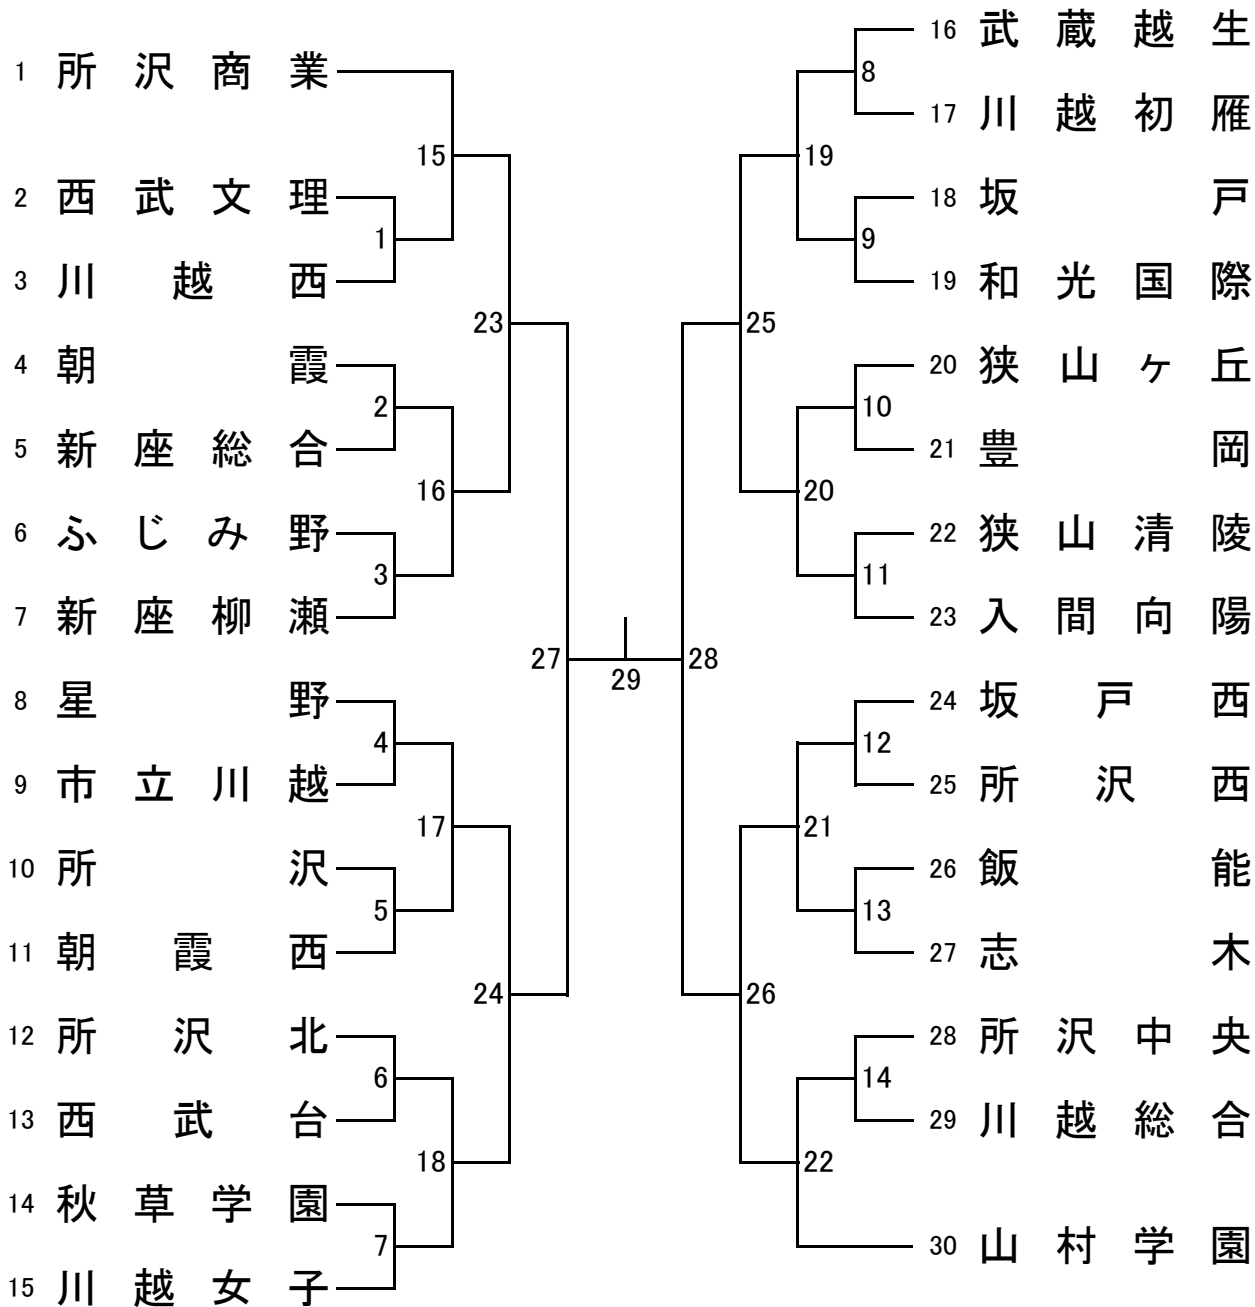 1 所沢商業
2 西武文理
3 川越西
4 朝霞
5 新座総合
6 ふじみ野
7 新座柳瀬
8 星野
9 市立川越
10 所沢
11 朝霞西
12 所沢北
13 西武台
14 秋草学園
15 川越女子
1
2
3
4
5
6
7
15
16
17
18
23
24
27
29
28
25
26
19
20
21
22
8
9
10
11
12
13
14
16 武蔵越生
17 川越初雁
18 坂戸
19 和光国際
20 狭山ヶ丘
21 豊岡
22 狭山清陵
23 入間向陽
24 坂戸西
25 所沢西
26 飯能
27 志木
28 所沢中央
29 川越総合
30 山村学園